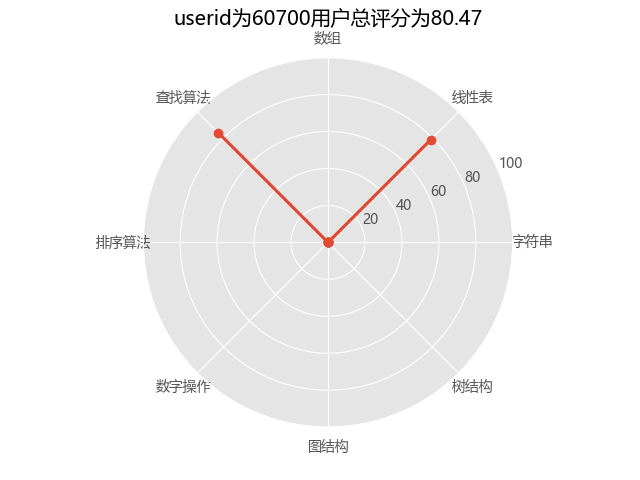 userid为60700用户总评分为80.47
数组
查找算法
线性表
100
80
60
40
20
排序算法
字符串
数字操作
树结构
图结构